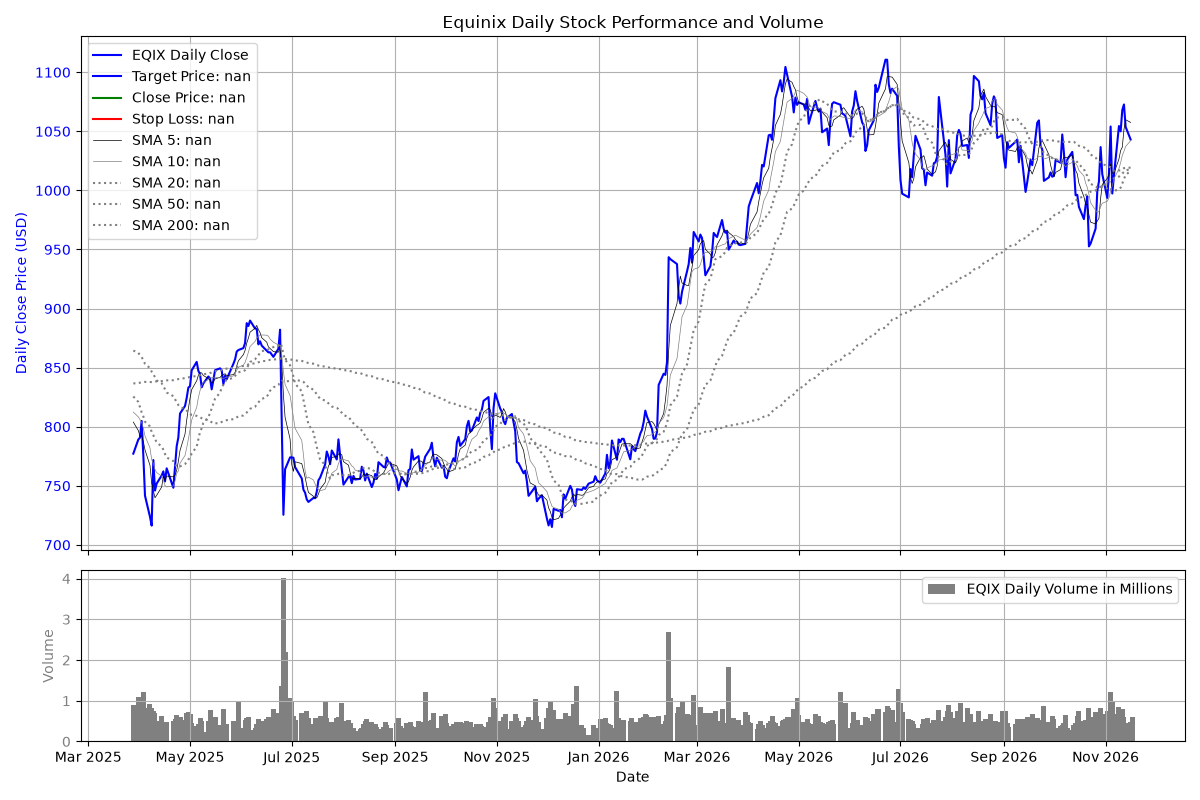 Equinix Daily Stock Performance and Volume
EQIX Daily Close
Target Price: nan
Close Price: nan
Stop Loss: nan
SMA 5: nan
SMA 10: nan
SMA 20: nan
SMA 50: nan
SMA 200: nan
Daily Close Price (USD)
1100
1050
1000
950
900
850
800
750
700
EQIX Daily Volume in Millions
Volume
4
3
2
1
0
Mar 2025 May 2025 Jul 2025 Sep 2025 Nov 2025 Jan 2026 Mar 2026 May 2026 Jul 2026 Sep 2026 Nov 2026
Date